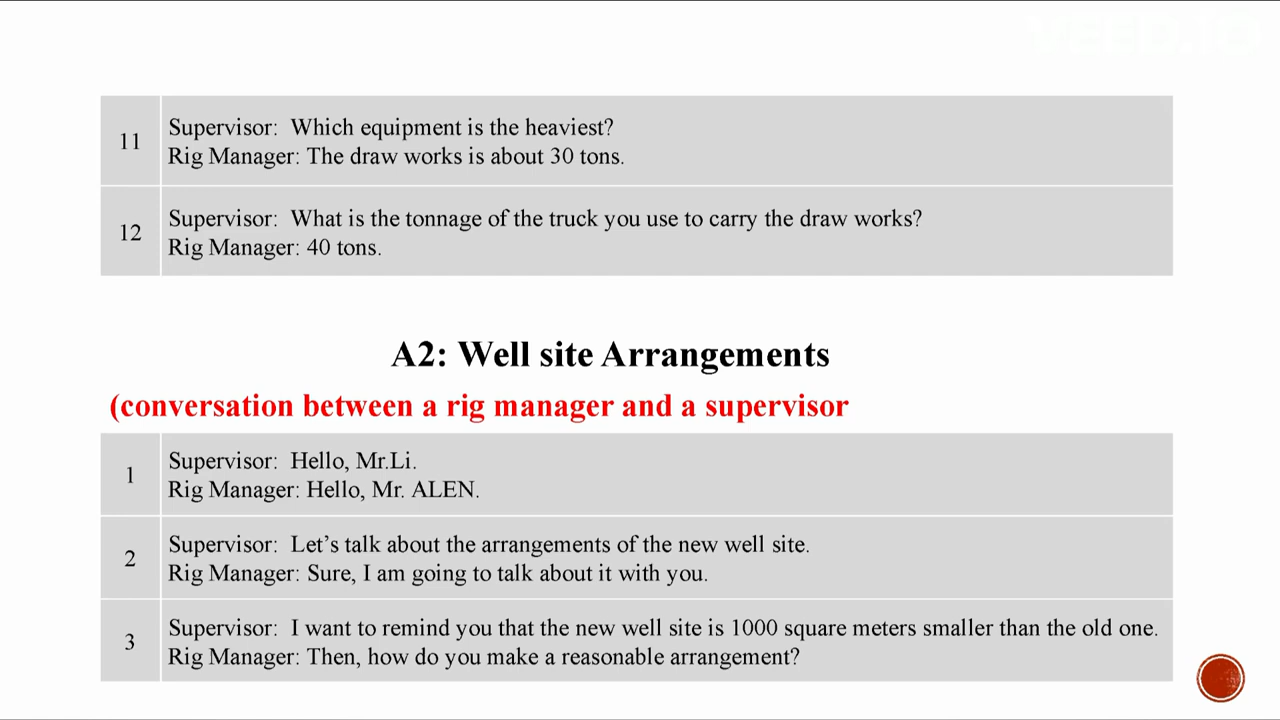 VEED.IO
11
Supervisor: Which equipment is the heaviest?
Rig Manager: The draw works is about 30 tons.
12
Supervisor: What is the tonnage of the truck you use to carry the draw works?
Rig Manager: 40 tons.
A2: Well site Arrangements
(conversation between a rig manager and a supervisor
1
Supervisor: Hello, Mr.Li.
Rig Manager: Hello, Mr. ALEN.
2
Supervisor: Let’s talk about the arrangements of the new well site.
Rig Manager: Sure, I am going to talk about it with you.
3
Supervisor: I want to remind you that the new well site is 1000 square meters smaller than the old one.
Rig Manager: Then, how do you make a reasonable arrangement?